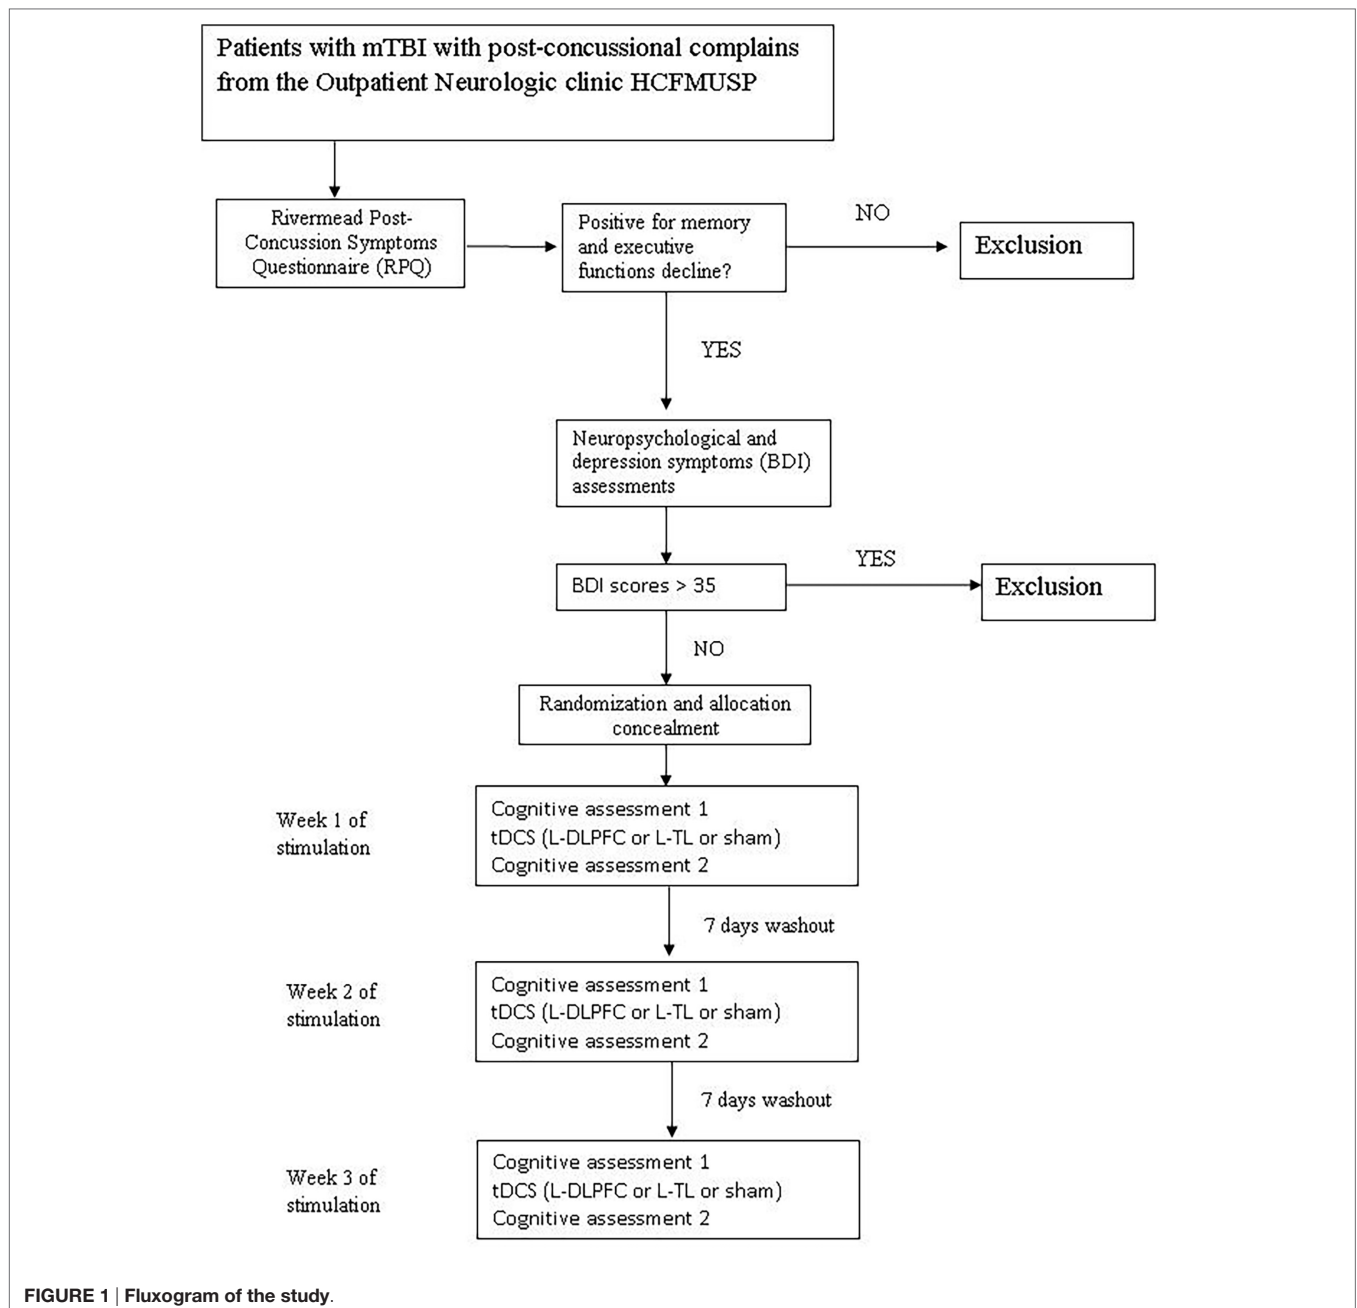 Patients with mTBI with post-concussional complains
from the Outpatient Neurologic clinic HCFMUSP
Rivermead Post-
Concussion Symptoms
Questionnaire (RPQ)
Positive for memory
and executive
functions decline?
NO
Exclusion
YES
Neuropsychological and
depression symptoms (BDI)
assessments
BDI scores > 35
YES
Exclusion
NO
Randomization and allocation
concealment
Week 1 of
stimulation
Cognitive assessment 1
tDCS (L-DLPFC or L-TL or sham)
Cognitive assessment 2
7 days washout
Week 2 of
stimulation
Cognitive assessment 1
tDCS (L-DLPFC or L-TL or sham)
Cognitive assessment 2
7 days washout
Week 3 of
stimulation
Cognitive assessment 1
tDCS (L-DLPFC or L-TL or sham)
Cognitive assessment 2
FIGURE 1 | Fluxogram of the study.